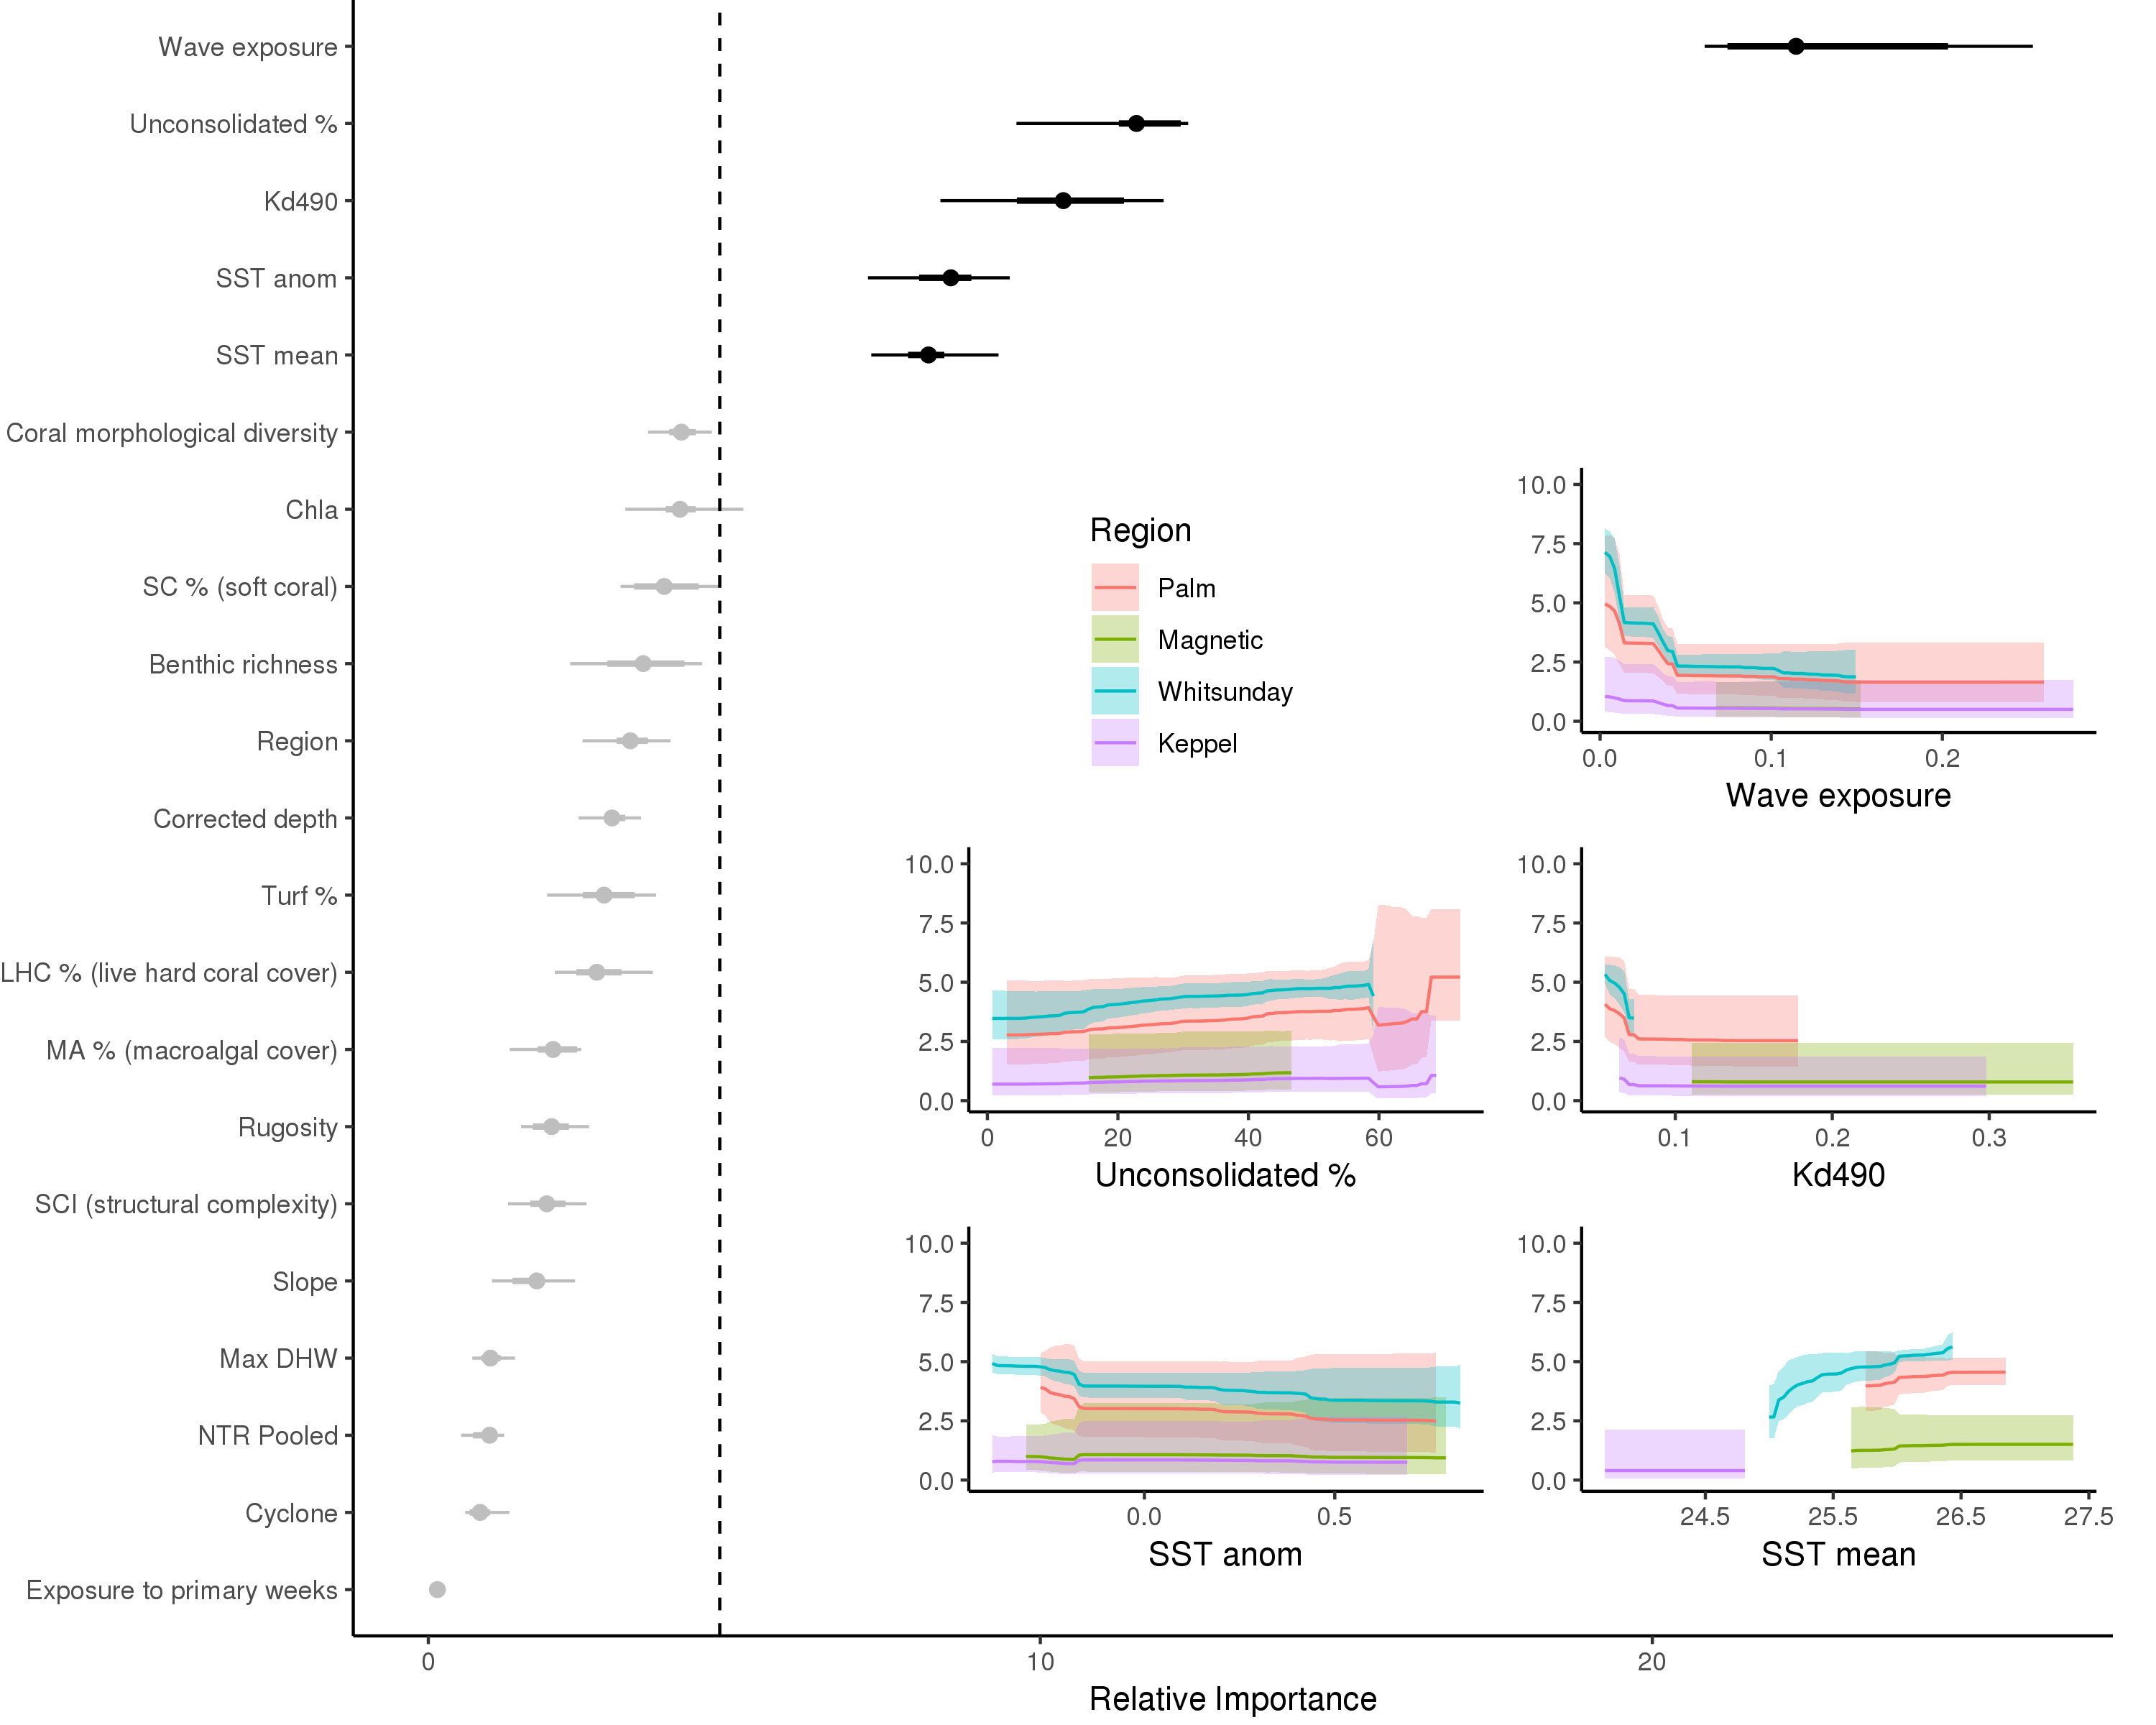 Wave exposure
Unconsolidated %
Kd490
SST anom
SST mean
Coral morphological diversity
Chla
SC % (soft coral)
Benthic richness
Region
Corrected depth
Turf %
LHC % (live hard coral cover)
MA % (macroalgal cover)
Rugosity
SCI (structural complexity)
Slope
Max DHW
NTR Pooled
Cyclone
Exposure to primary weeks
0 10 20
Relative Importance
Region
Palm
Magnetic
Whitsunday
Keppel
10.0
7.5
5.0
2.5
0.0
0.0 0.1 0.2
Wave exposure
10.0
7.5
5.0
2.5
0.0
0 20 40 60
Unconsolidated %
10.0
7.5
5.0
2.5
0.0
0.1 0.2 0.3
Kd490
10.0
7.5
5.0
2.5
0.0
0.0 0.5
SST anom
10.0
7.5
5.0
2.5
0.0
24.5 25.5 26.5 27.5
SST mean